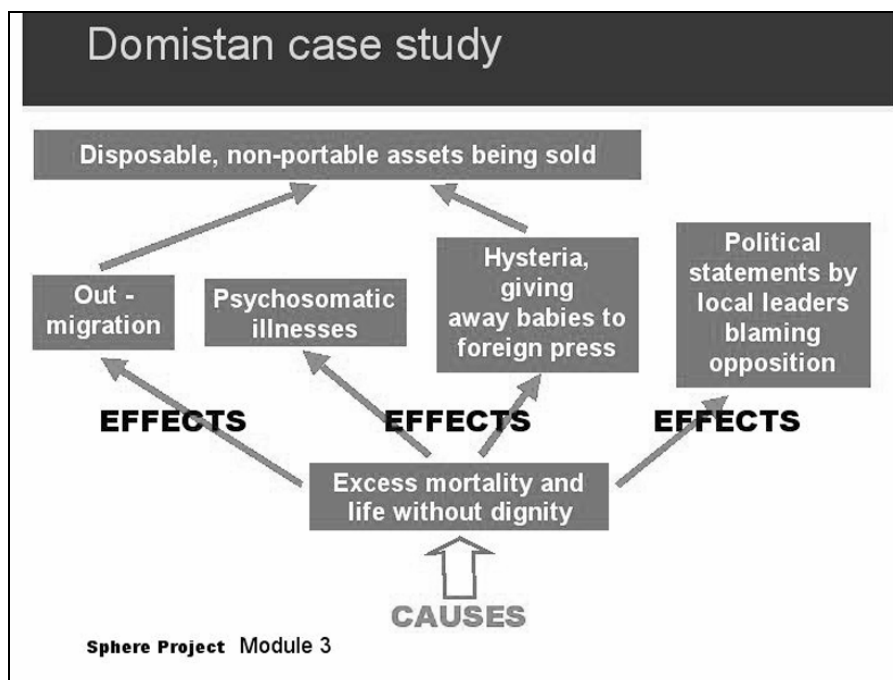 Domistan case study
Disposable, non-portable assets being sold
Out -
migration
Psychosomatic
illnesses
Hysteria,
giving
away babies to
foreign press
Political
statements by
local leaders
blaming
opposition
EFFECTS
EFFECTS
EFFECTS
Excess mortality and
life without dignity
CAUSES
Sphere Project Module 3